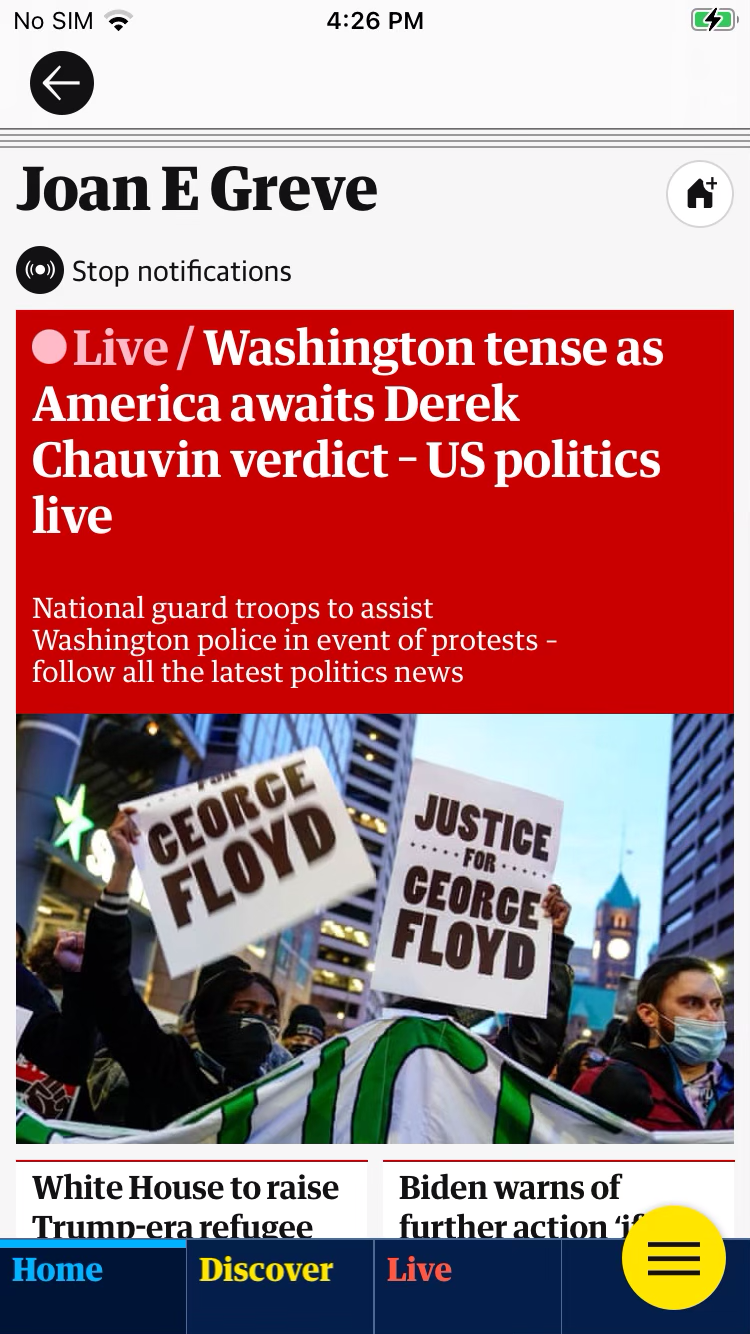 No SIM 4:26 PM
Joan E Greve
Stop notifications
Live / Washington tense as
America awaits Derek
Chauvin verdict – US politics
live
National guard troops to assist
Washington police in event of protests –
follow all the latest politics news
FOR
GEORGE
FLOYD
JUSTICE
FOR
GEORGE
FLOYD
White House to raise
Trump-era refugee
Biden warns of
further action ‘if
Home Discover Live